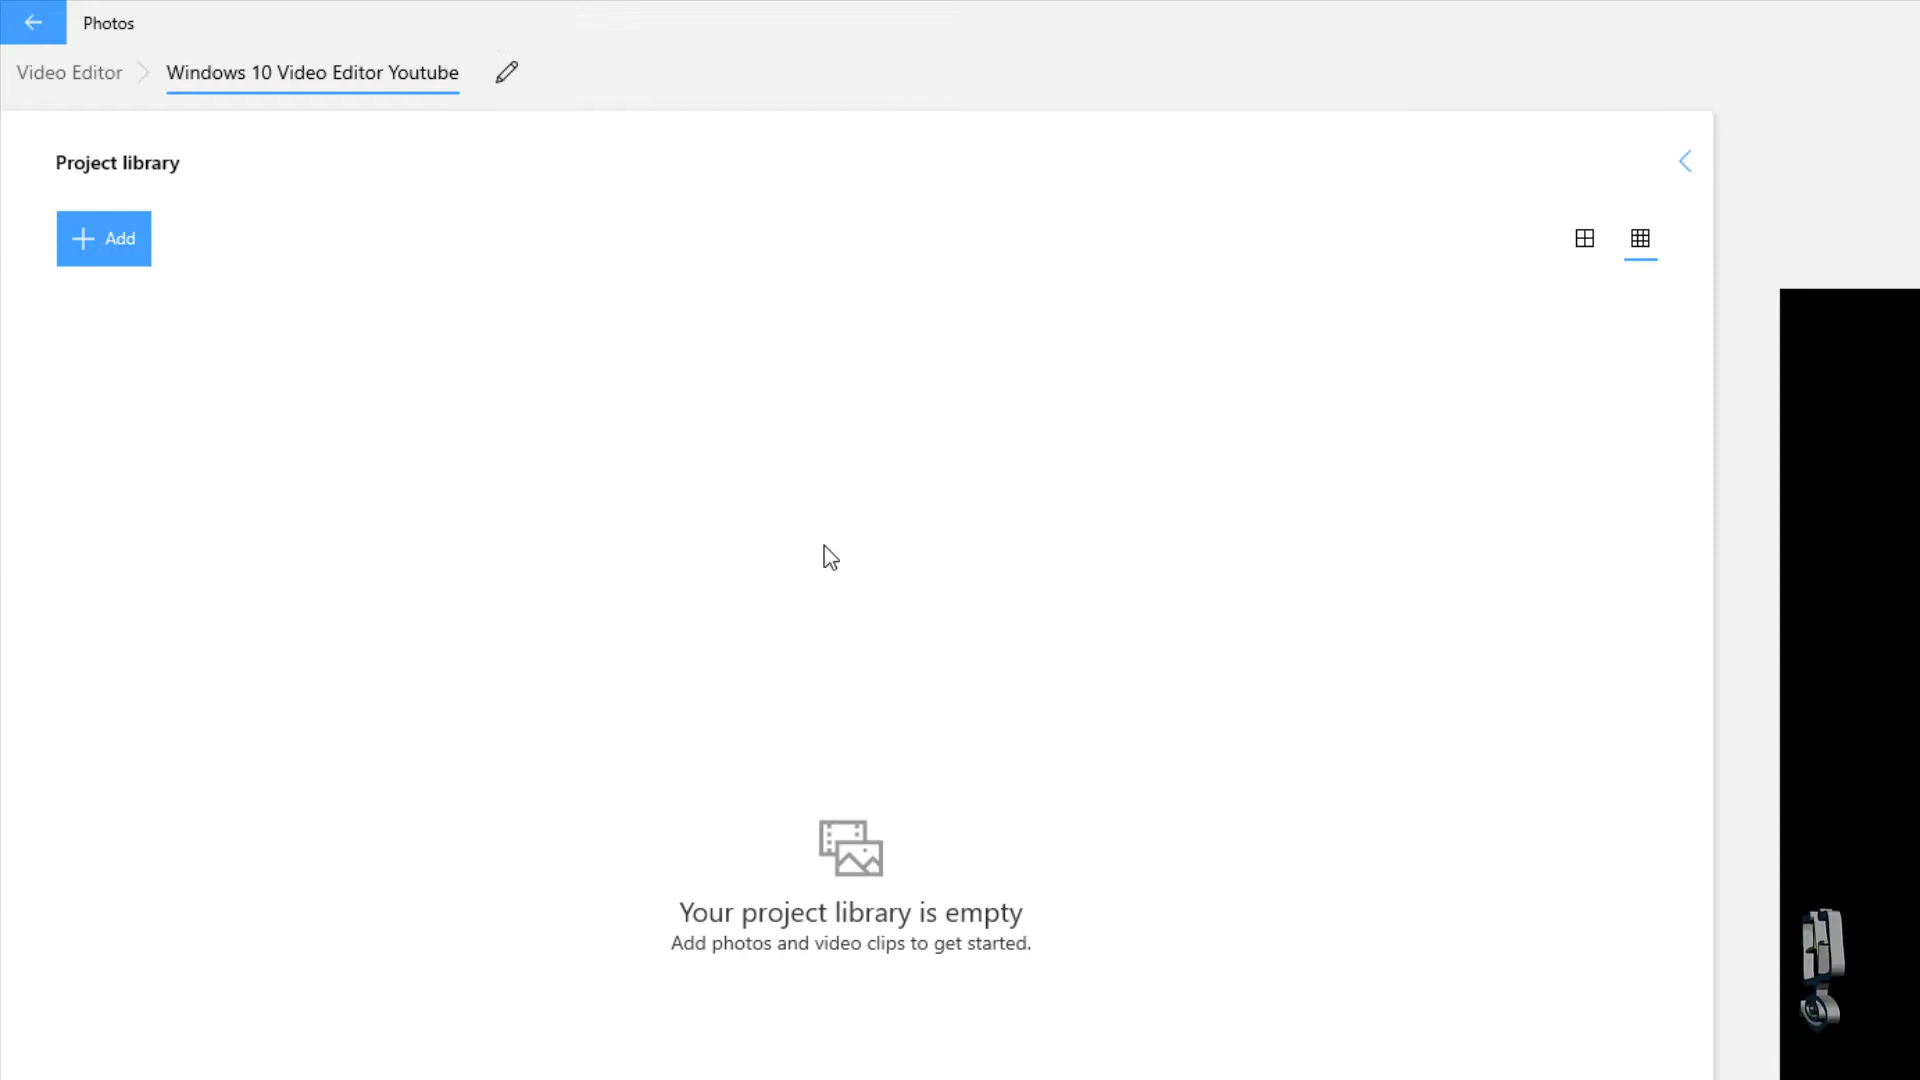 Photos
Video Editor
Windows 10 Video Editor Youtube
Project library
Add
Your project library is empty
Add photos and video clips to get started.